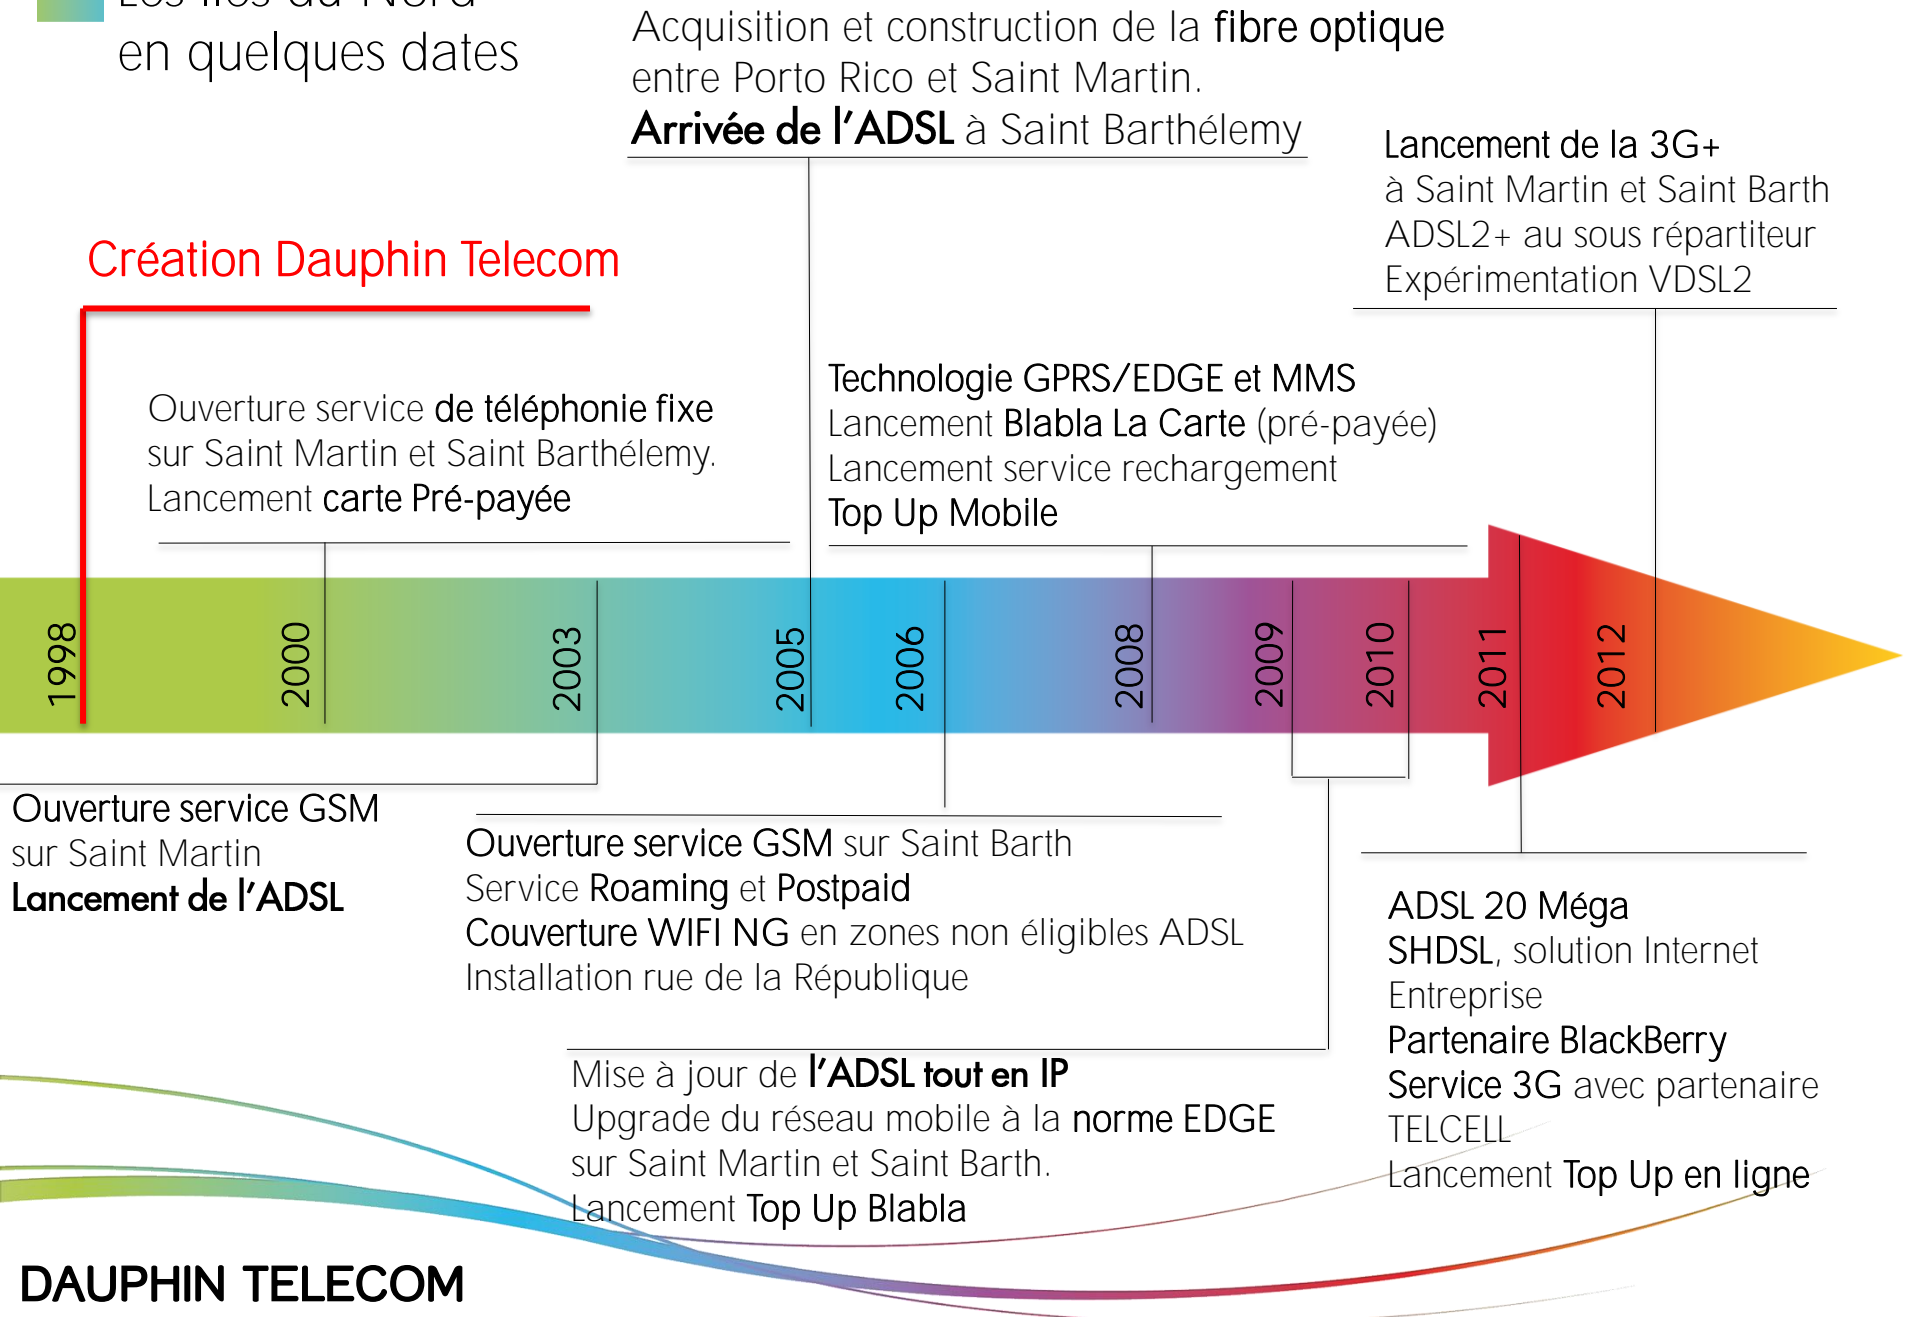 Les îles du Nord
en quelques dates
Acquisition et construction de la fibre optique
entre Porto Rico et Saint Martin.
Arrivée de l’ADSL à Saint Barthélemy
Lancement de la 3G+
à Saint Martin et Saint Barth
ADSL2+ au sous répartiteur
Expérimentation VDSL2
Création Dauphin Telecom
Ouverture service de téléphonie fixe
sur Saint Martin et Saint Barthélemy.
Lancement carte Pré-payée
Technologie GPRS/EDGE et MMS
Lancement Blabla La Carte (pré-payée)
Lancement service rechargement
Top Up Mobile
1998
2000
2003
2005
2006
2008
2009
2010
2011
2012
Ouverture service GSM
sur Saint Martin
Lancement de l’ADSL
Ouverture service GSM sur Saint Barth
Service Roaming et Postpaid
Couverture WIFI NG en zones non éligibles ADSL
Installation rue de la République
Mise à jour de l’ADSL tout en IP
Upgrade du réseau mobile à la norme EDGE
sur Saint Martin et Saint Barth.
Lancement Top Up Blabla
ADSL 20 Méga
SHDSL, solution Internet
Entreprise
Partenaire BlackBerry
Service 3G avec partenaire
TELCELL
Lancement Top Up en ligne
DAUPHIN TELECOM